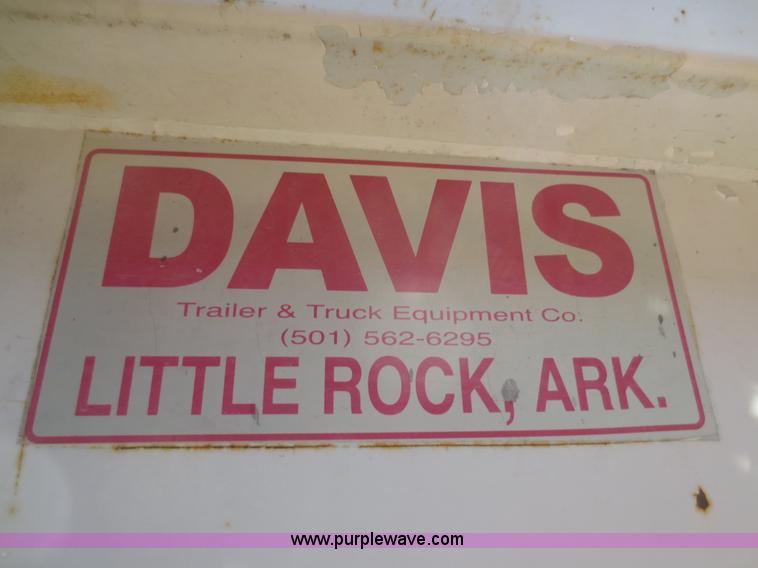 DAVIS
Trailer & Truck Equipment Co.
(501) 562-6295
LITTLE ROCK, ARK.
www.purplewave.com